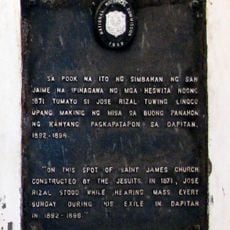 SA POOK NA ITO NG SIMBAHAN NG SAN
JAIME NA IPINAGAWA NG MGA HESWITA NOONG
1871 TUMAYO SI JOSE RIZAL TUWING LINGGO
UPANG MAKINIG NG MISA SA BUONG PANAHON
NG KANYANG PAGKAPATAPON SA DAPITAN,
1892-1896.
"ON THIS SPOT OF SAINT JAMES CHURCH
CONSTRUCTED BY THE JESUITS IN 1871, JOSE
RIZAL STOOD WHILE HEARING MASS EVERY
SUNDAY DURING HIS EXILE IN DAPITAN
IN 1892-1896."